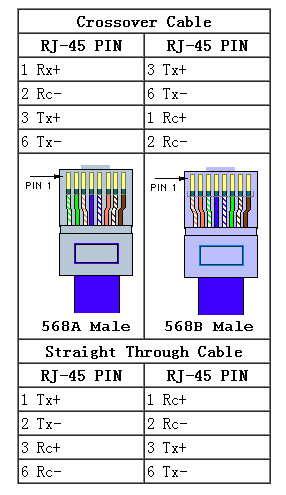 Crossover Cable
RJ-45 PIN RJ-45 PIN
1 Rx+ 3 Tx+
2 Rc- 6 Tx-
3 Tx+ 1 Rc+
6 Tx- 2 Rc-
PIN 1 PIN 1
568A Male 568B Male
Straight Through Cable
RJ-45 PIN RJ-45 PIN
1 Tx+ 1 Rc+
2 Tx- 2 Rc-
3 Rc+ 3 Tx+
6 Rc- 6 Tx-